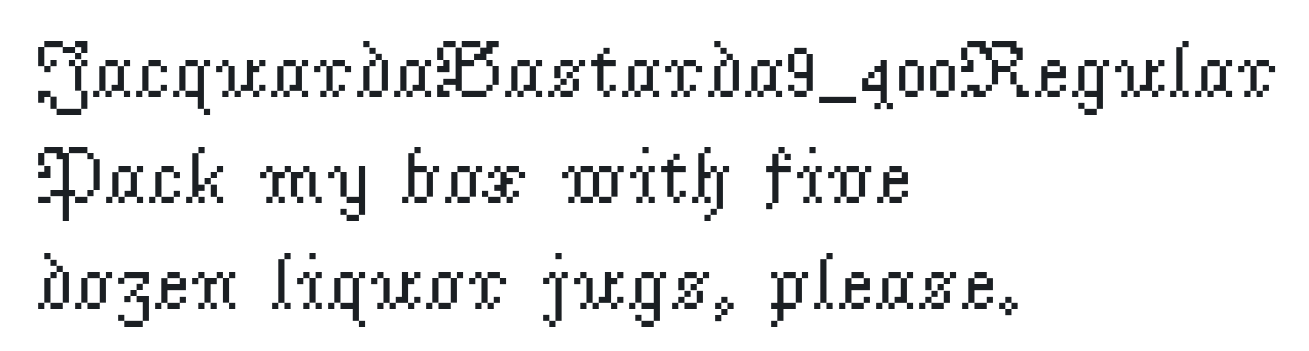 JacquardaBastarda9_400Regular
Pack my box with five
dozen liquor jugs, please.